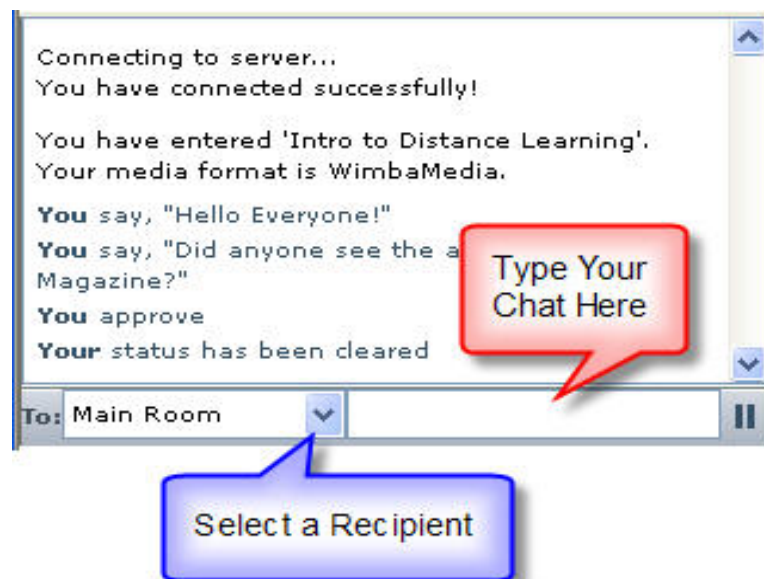 Connecting to server...
You have connected successfully!
You have entered 'Intro to Distance Learning'.
Your media format is WimbaMedia.
You say, "Hello Everyone!"
You say, "Did anyone see the a
Magazine?"
You approve
Your status has been cleared
Type Your
Chat Here
To: Main Room
Select a Recipient